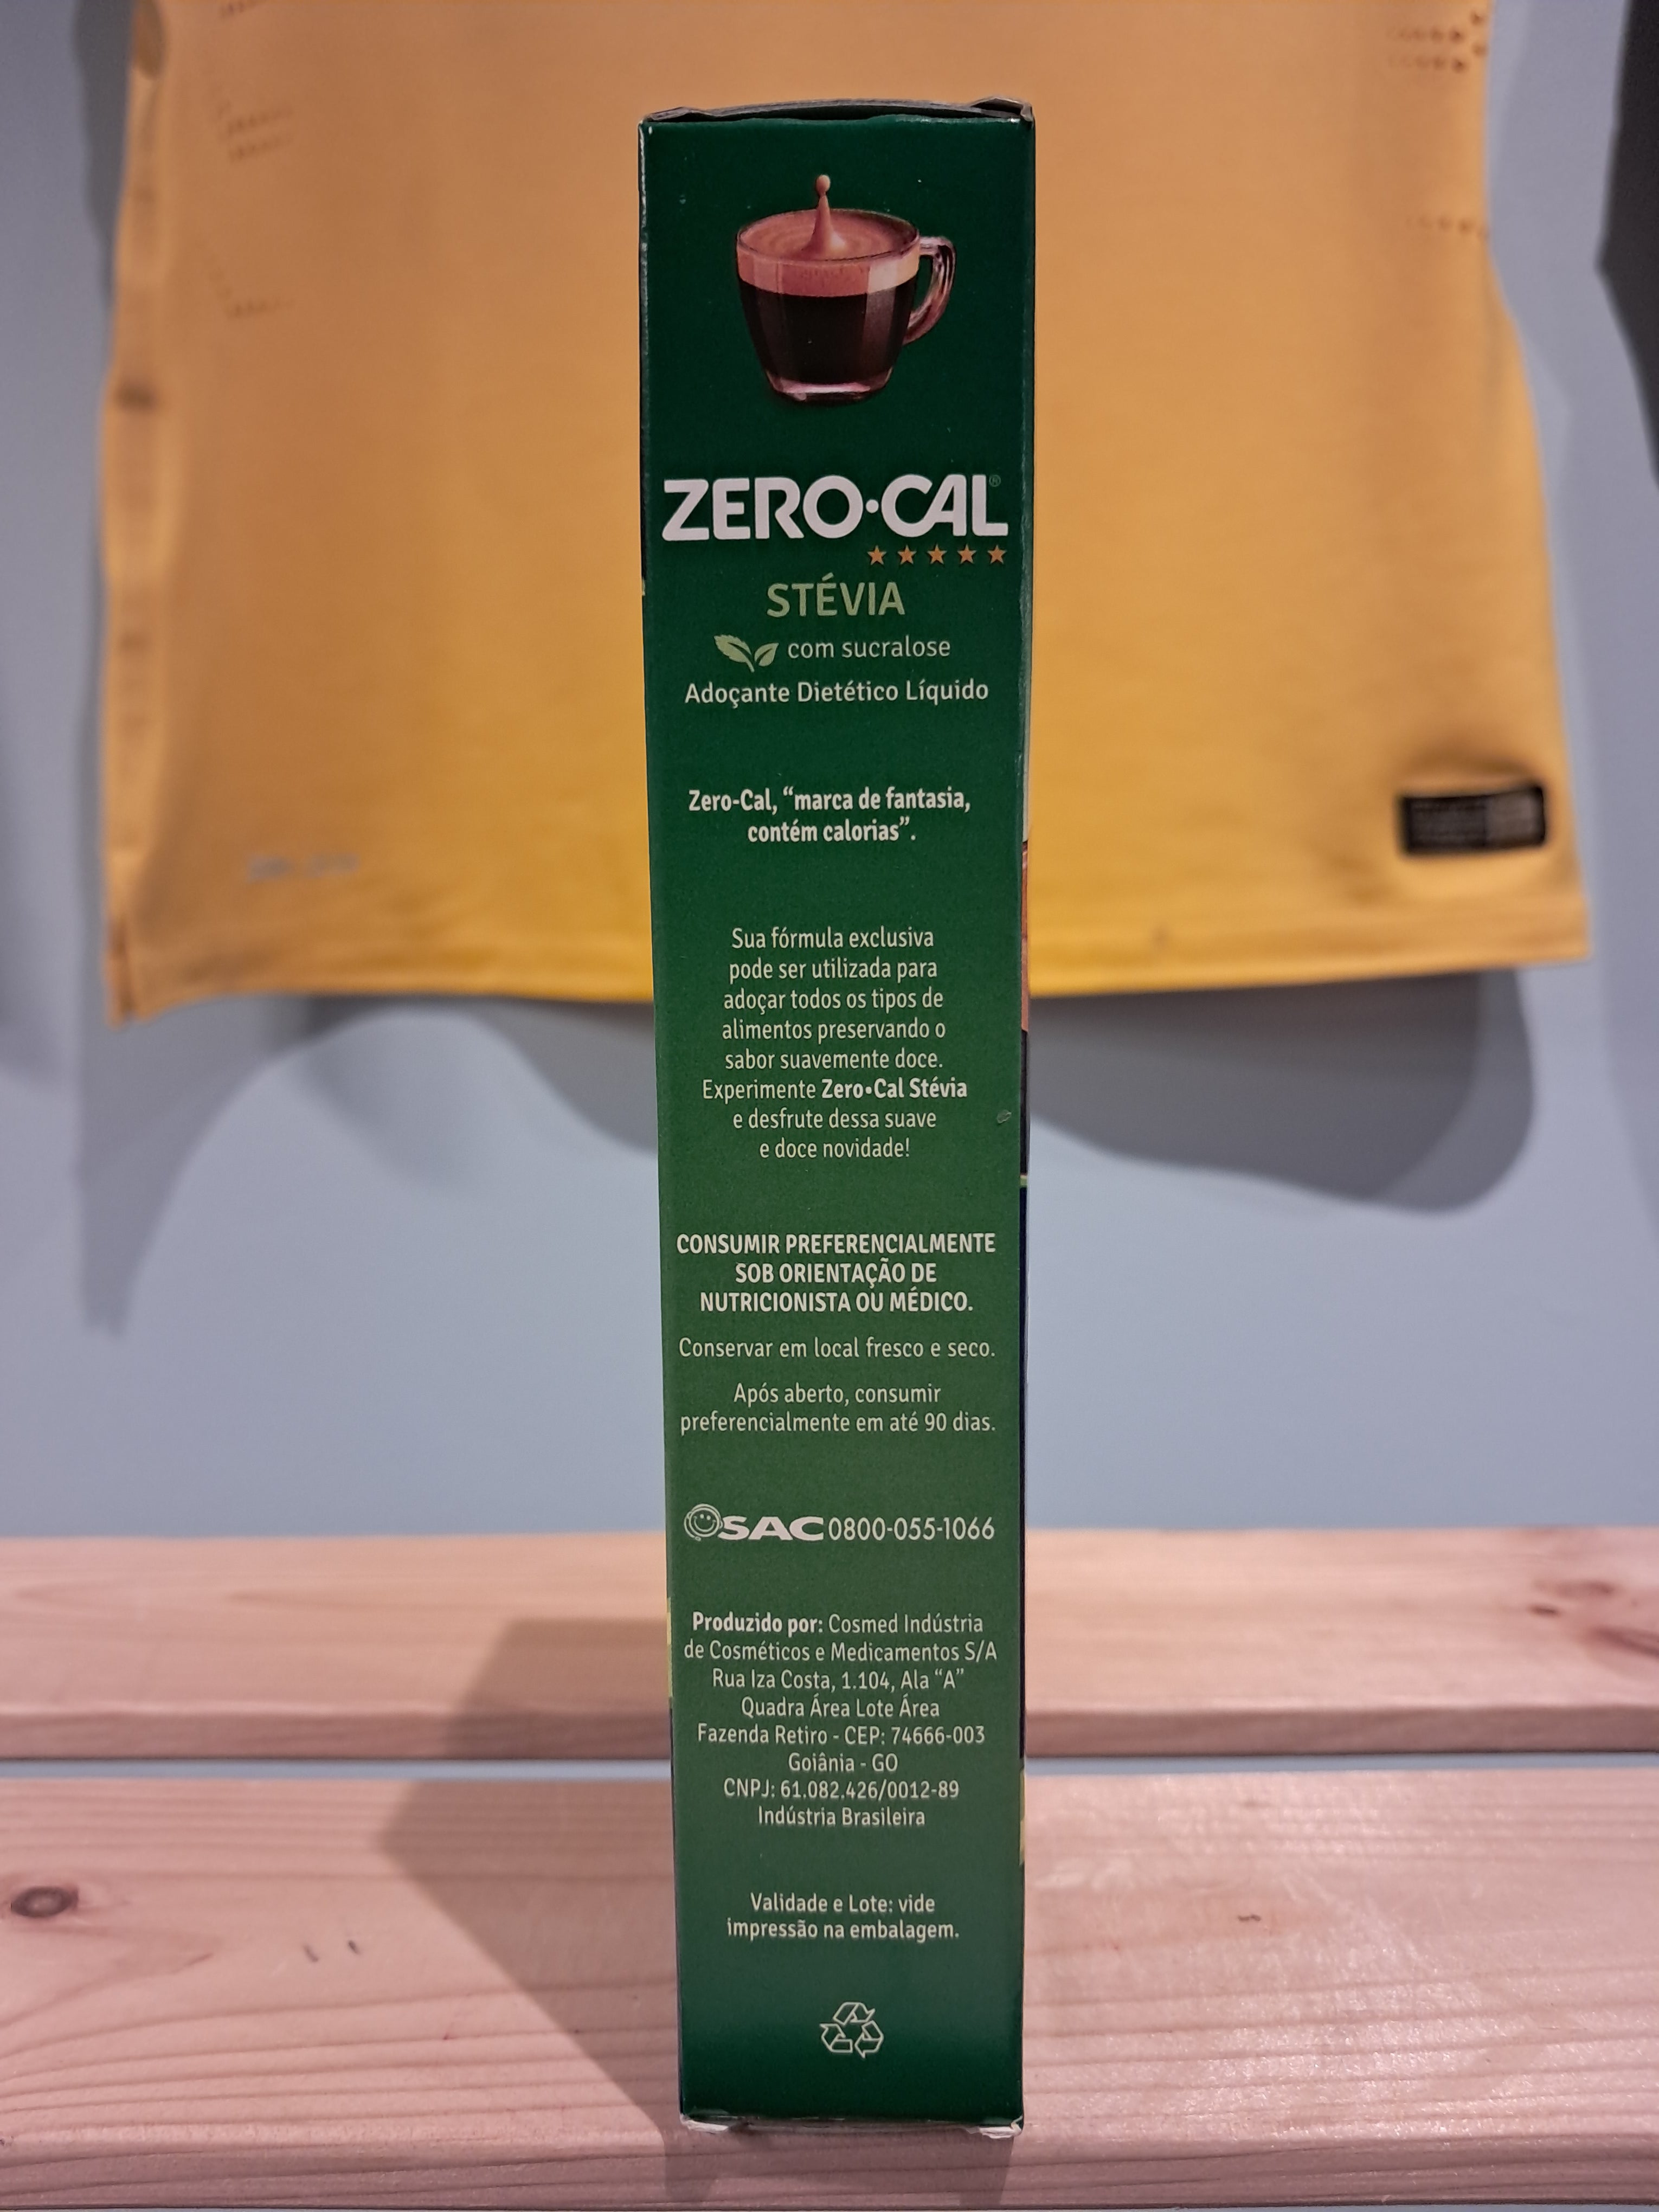 ZERO•CAL®
STÉVIA
com sucralose
Adoçante Dietético Líquido
Zero-Cal, “marca de fantasia,
contém calorias”.
Sua fórmula exclusiva
pode ser utilizada para
adoçar todos os tipos de
alimentos preservando o
sabor suavemente doce.
Experimente Zero•Cal Stévia
e desfrute dessa suave
e doce novidade!
CONSUMIR PREFERENCIALMENTE
SOB ORIENTAÇÃO DE
NUTRICIONISTA OU MÉDICO.
Conservar em local fresco e seco.
Após aberto, consumir
preferencialmente em até 90 dias.
SAC 0800-055-1066
Produzido por: Cosmed Indústria
de Cosméticos e Medicamentos S/A
Rua Iza Costa, 1.104, Ala “A”
Quadra Área Lote Área
Fazenda Retiro - CEP: 74666-003
Goiânia - GO
CNPJ: 61.082.426/0012-89
Indústria Brasileira
Validade e Lote: vide
impressão na embalagem.